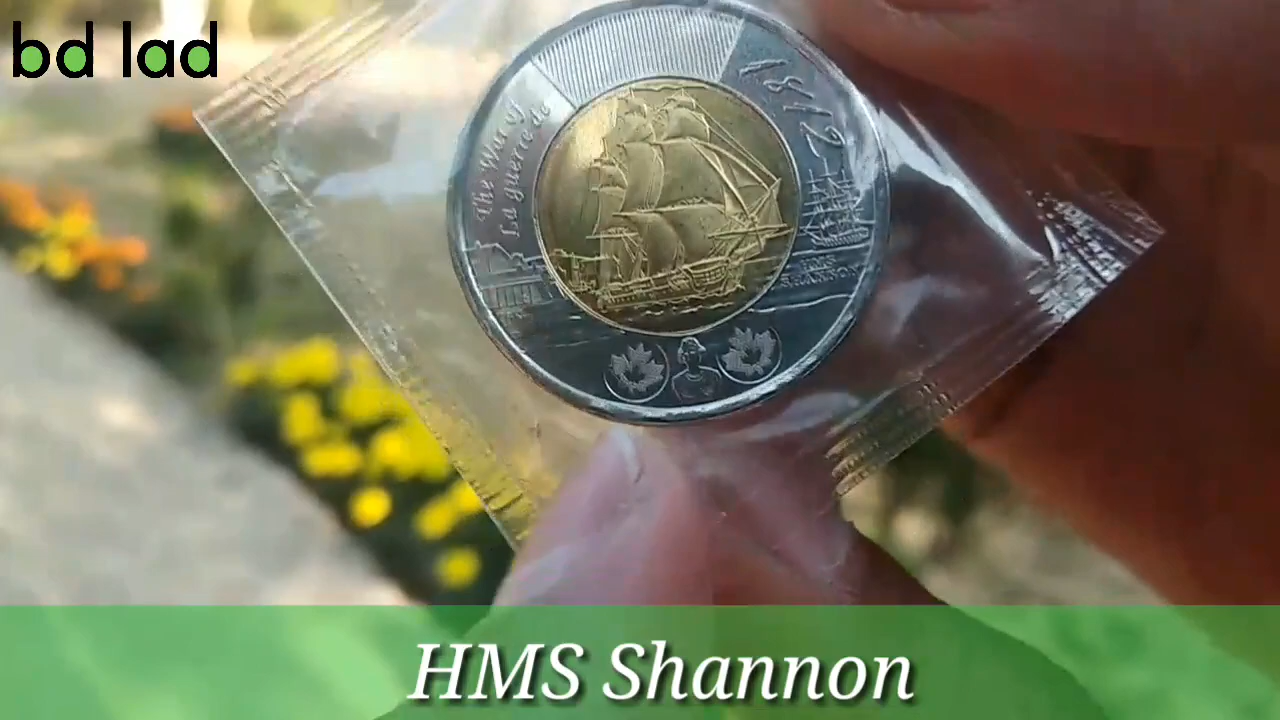 bd lad
The War of
La guerre de
1812
HMS
SHANNON
HMS Shannon